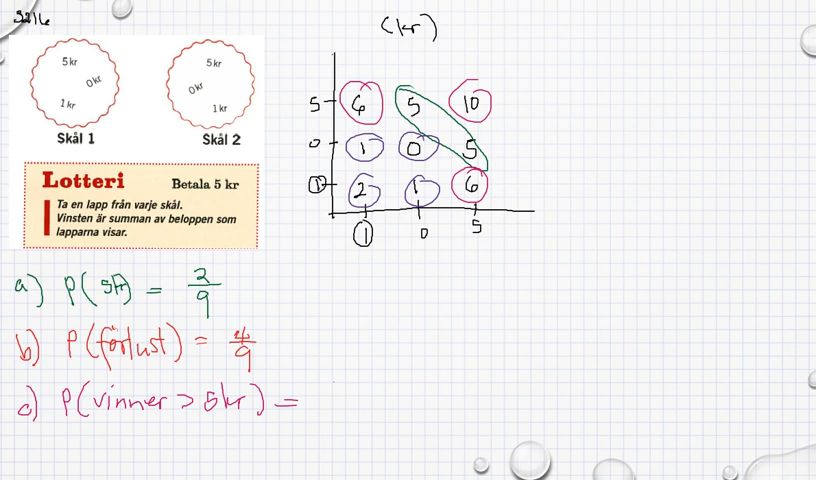 3216
(kr)
5 kr
0 kr
1 kr
Skål 1
5 kr
0 kr
1 kr
Skål 2
5 6 5 10
0 1 0 5
1 2 1 6
1 0 5
Lotteri Betala 5 kr
Ta en lapp från varje skål.
Vinsten är summan av beloppen som
lapparna visar.
a) P(5kr) = 2/9
b) P(förlust) = 4/9
c) P(vinner > 5kr) =